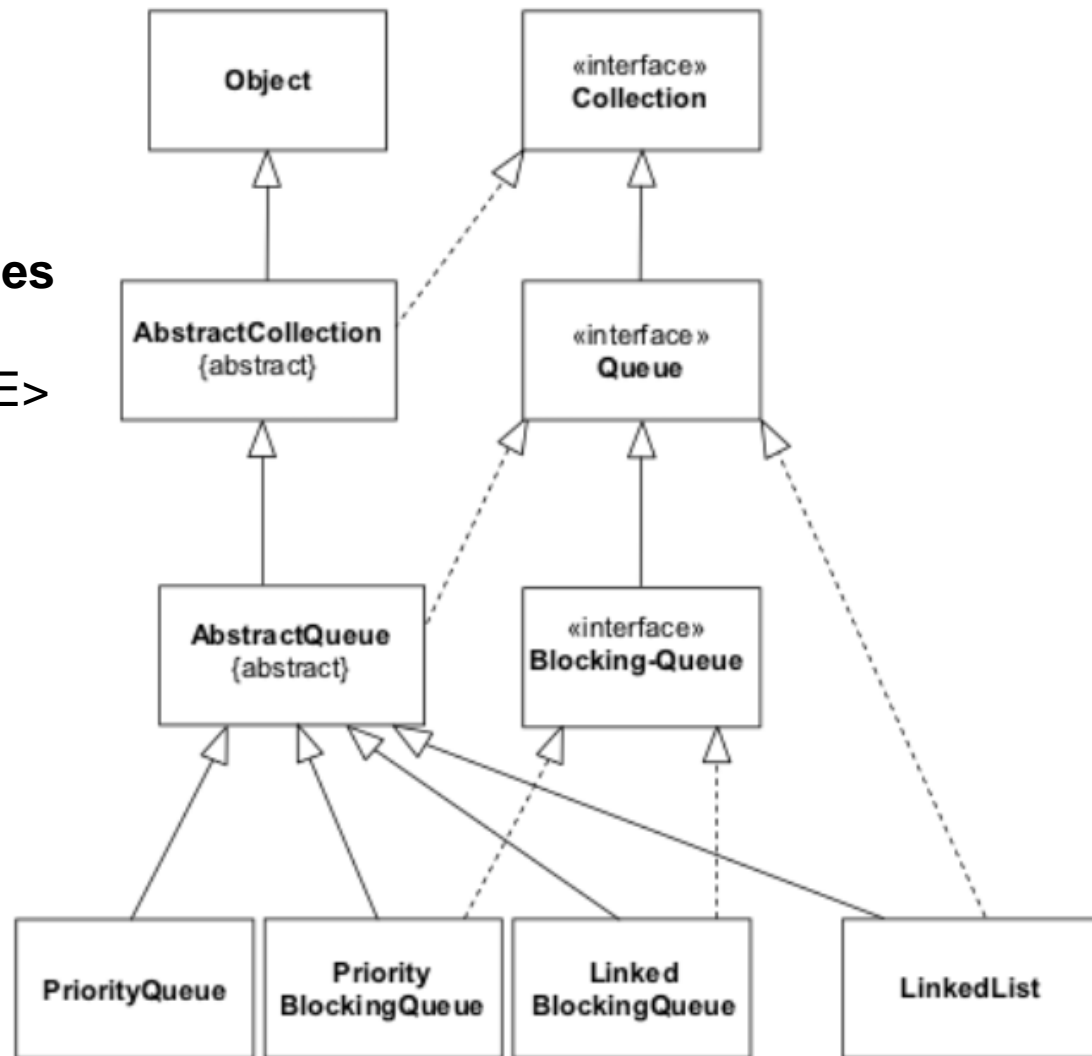 Object
«interface»
Collection
es
E>
AbstractCollection
{abstract}
«interface»
Queue
AbstractQueue
{abstract}
«interface»
Blocking-Queue
PriorityQueue
Priority
BlockingQueue
Linked
BlockingQueue
LinkedList